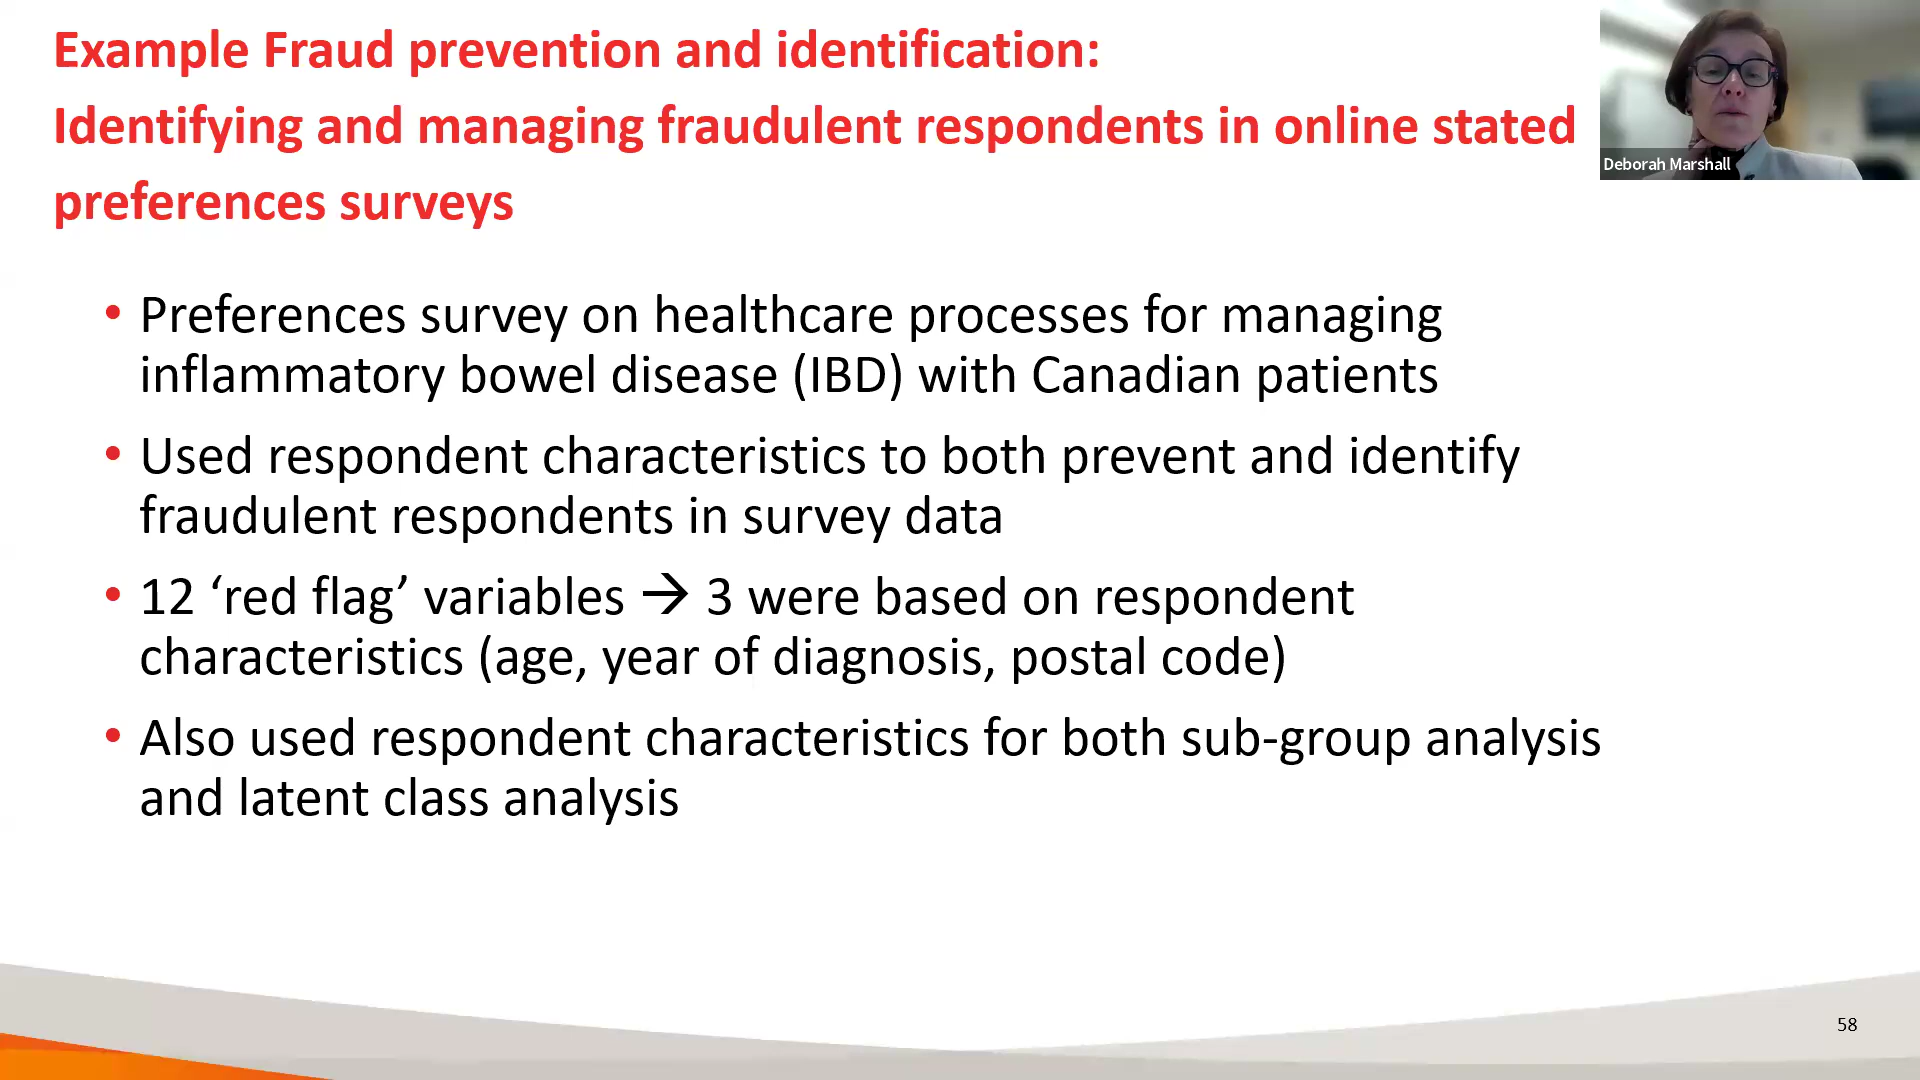 Example Fraud prevention and identification:
Identifying and managing fraudulent respondents in online stated
preferences surveys
Deborah Marshall
• Preferences survey on healthcare processes for managing
inflammatory bowel disease (IBD) with Canadian patients
• Used respondent characteristics to both prevent and identify
fraudulent respondents in survey data
• 12 ‘red flag’ variables → 3 were based on respondent
characteristics (age, year of diagnosis, postal code)
• Also used respondent characteristics for both sub-group analysis
and latent class analysis
58